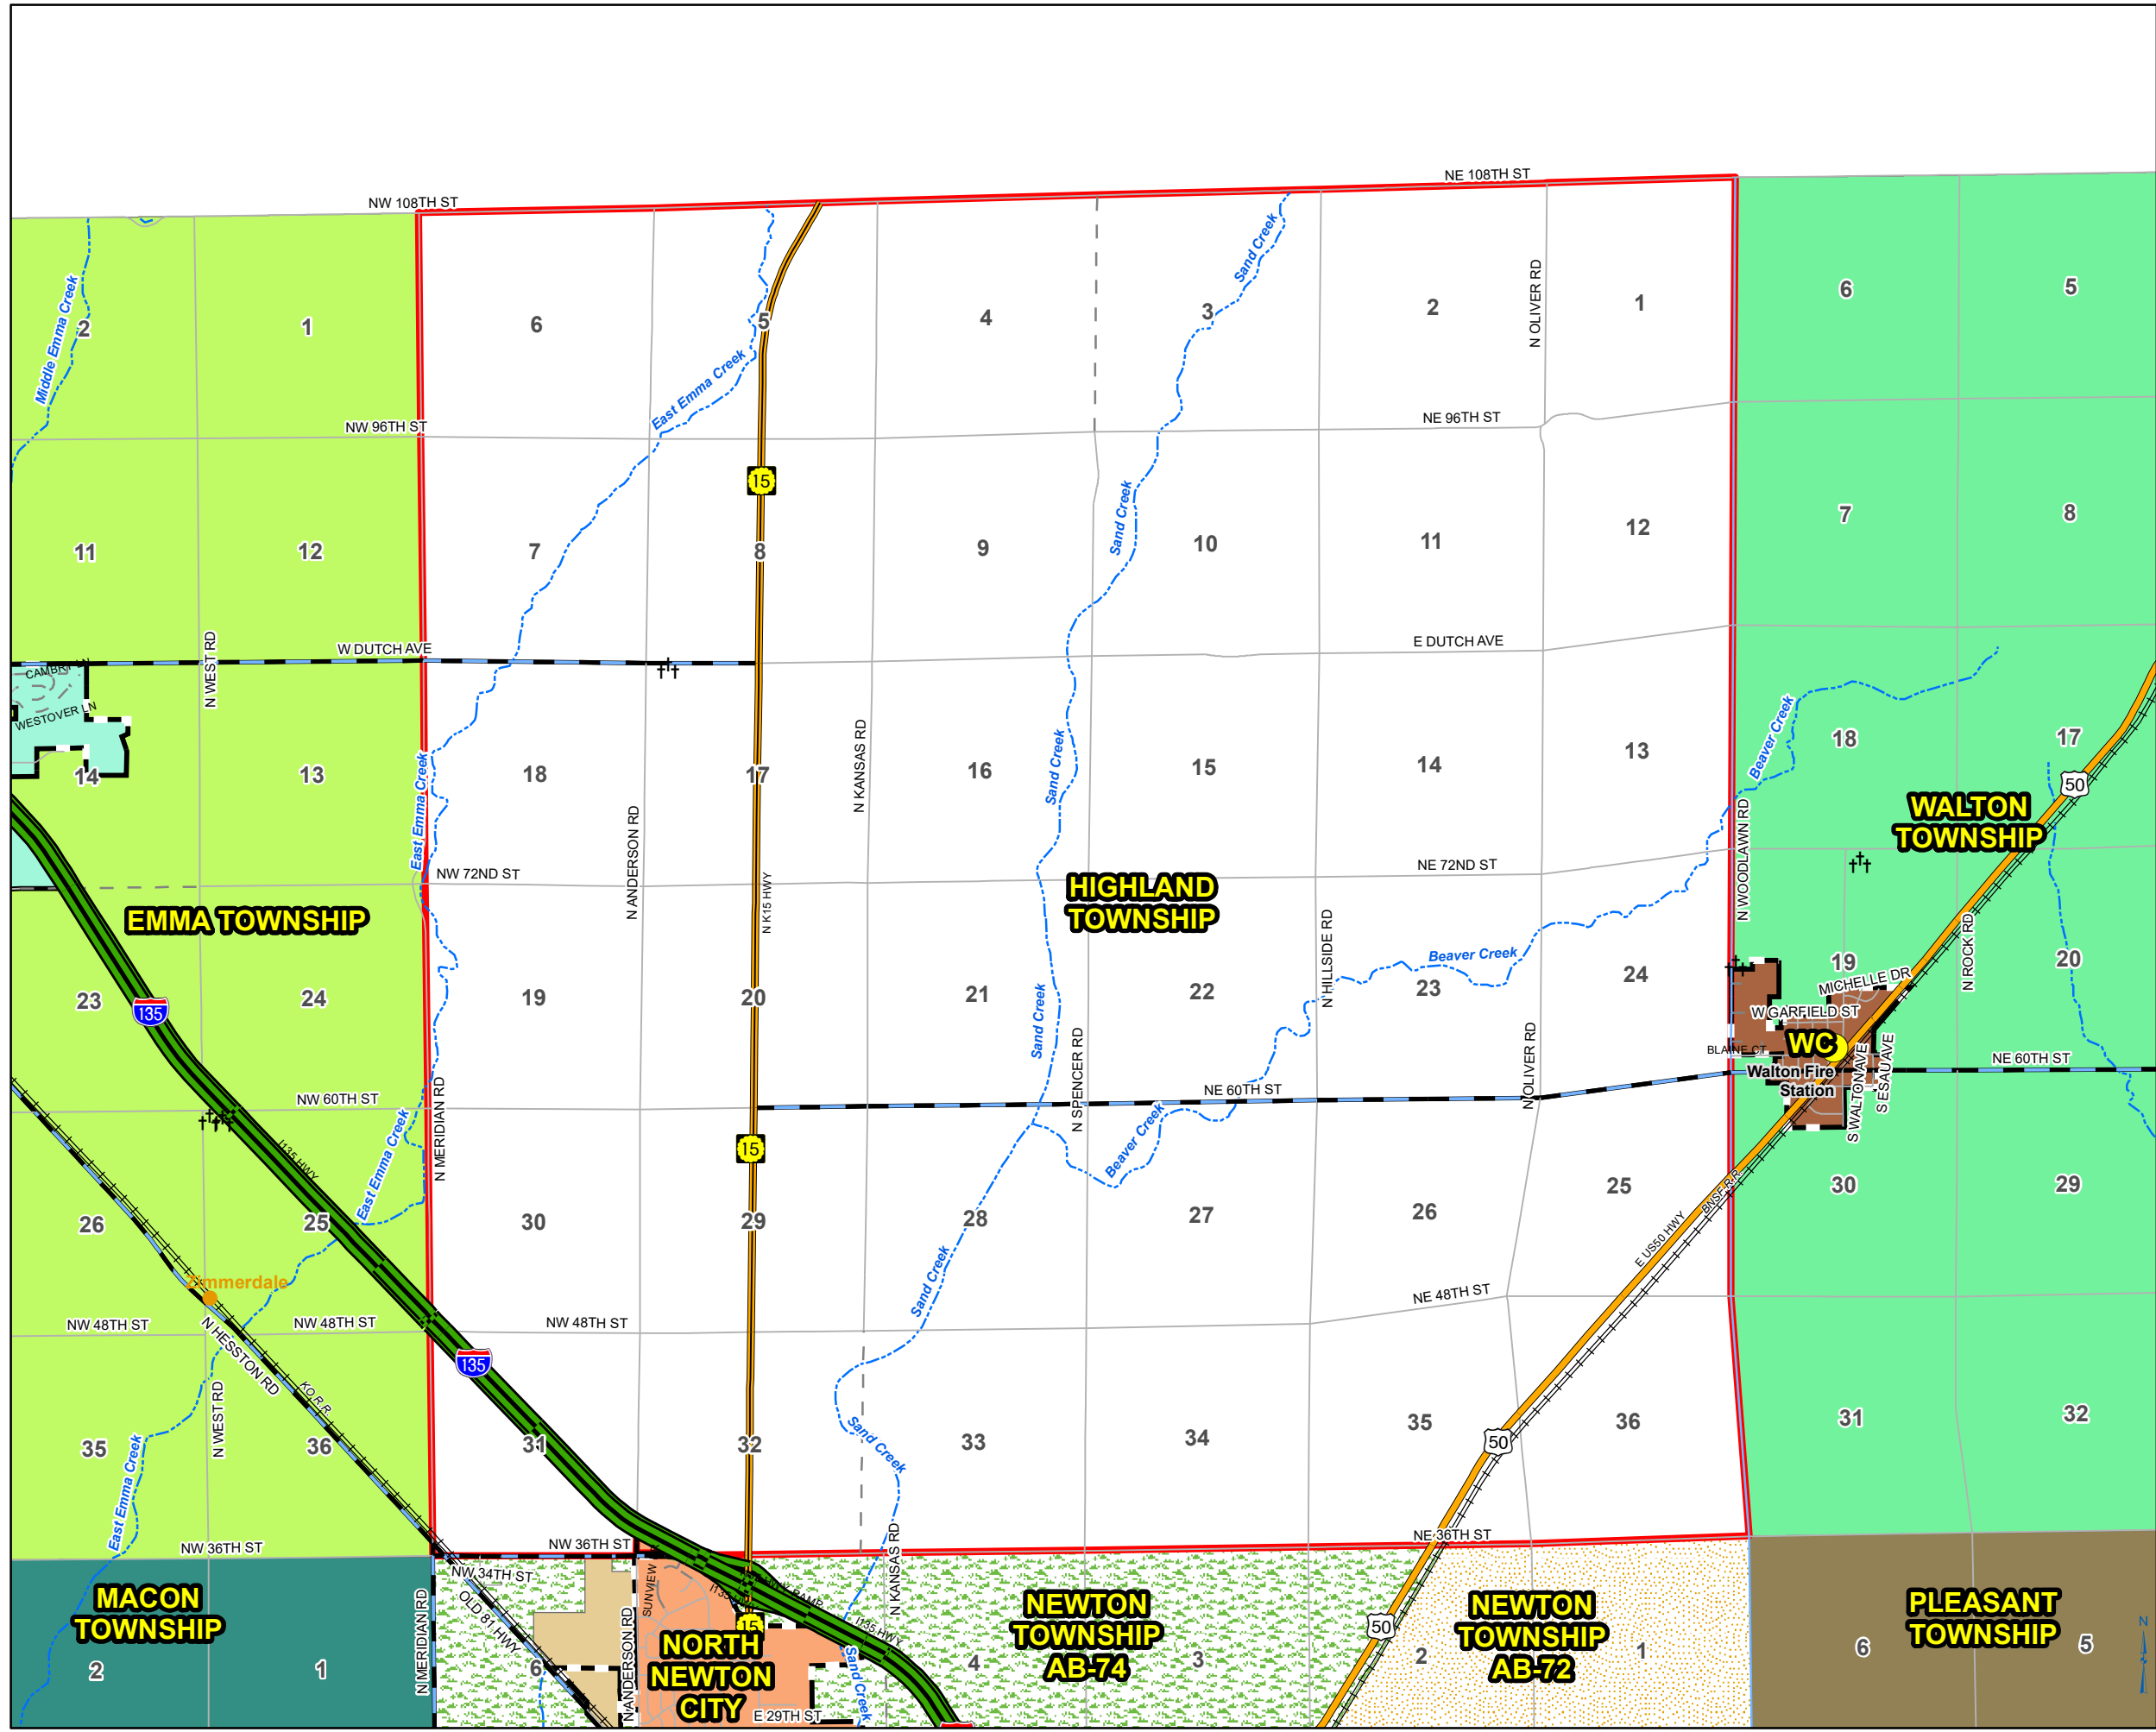 NE 108TH ST
NW 108TH ST
Sand Creek
N OLIVER RD
6
5
1
2
3
4
5
6
1
2
Middle Emma Creek
East Emma Creek
NE 96TH ST
NW 96TH ST
15
Sand Creek
11
12
7
8
9
10
11
12
7
8
N WEST RD
W DUTCH AVE
E DUTCH AVE
WESTOVER LN
14
13
East Emma Creek
18
17
N KANSAS RD
16
Sand Creek
15
14
13
Beaver Creek
18
17
50
WALTON
TOWNSHIP
N ANDERSON RD
N WOODLAWN RD
NW 72ND ST
N K15 HWY
HIGHLAND
TOWNSHIP
NE 72ND ST
EMMA TOWNSHIP
N HILLSIDE RD
Beaver Creek
N ROCK RD
23
135
24
19
20
21
Sand Creek
22
23
24
19
20
MICHELLE DR
W GARFIELD ST
WC
BLAINE CT
Walton Fire
Station
S WALTON AVE
S ESAU AVE
NE 60TH ST
N SPENCER RD
N OLIVER RD
NE 60TH ST
NW 60TH ST
N MERIDIAN RD
I135 HWY
East Emma Creek
15
Beaver Creek
26
25
30
29
28
27
26
25
30
29
BNSF R R
E US50 HWY
Sand Creek
Zimmerdale
NW 48TH ST
NW 48TH ST
NW 48TH ST
NE 48TH ST
N HESSTON RD
KO R R
N WEST RD
135
35
36
31
32
Sand Creek
33
34
35
50
36
31
32
East Emma Creek
NW 36TH ST
NW 36TH ST
N KANSAS RD
NE 36TH ST
NW 34TH ST
MACON
TOWNSHIP
N MERIDIAN RD
OLD 81 HWY
SUNVIEW
N ANDERSON RD
15
I135 HWY
NORTH
NEWTON
CITY
E 29TH ST
Sand Creek
NEWTON
TOWNSHIP
AB-74
50
NEWTON
TOWNSHIP
AB-72
PLEASANT
TOWNSHIP
N
2
1
6
4
3
2
1
6
5